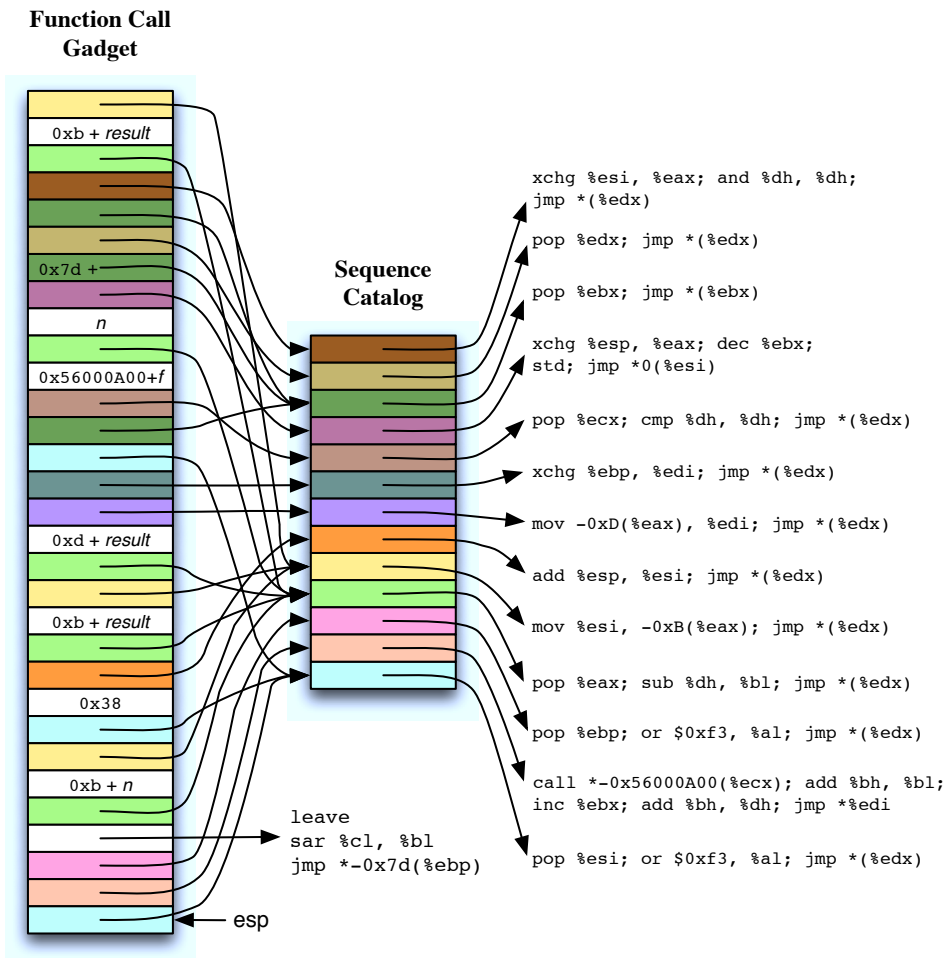 Function Call
Gadget
0xb + result
0x7d +
n
0x56000A00+f
0xd + result
0xb + result
0x38
0xb + n
esp
leave
sar %cl, %bl
jmp *-0x7d(%ebp)
Sequence
Catalog
xchg %esi, %eax; and %dh, %dh;
jmp *(%edx)
pop %edx; jmp *(%edx)
pop %ebx; jmp *(%ebx)
xchg %esp, %eax; dec %ebx;
std; jmp *0(%esi)
pop %ecx; cmp %dh, %dh; jmp *(%edx)
xchg %ebp, %edi; jmp *(%edx)
mov -0xD(%eax), %edi; jmp *(%edx)
add %esp, %esi; jmp *(%edx)
mov %esi, -0xB(%eax); jmp *(%edx)
pop %eax; sub %dh, %bl; jmp *(%edx)
pop %ebp; or $0xf3, %al; jmp *(%edx)
call *-0x56000A00(%ecx); add %bh, %bl;
inc %ebx; add %bh, %dh; jmp *%edi
pop %esi; or $0xf3, %al; jmp *(%edx)